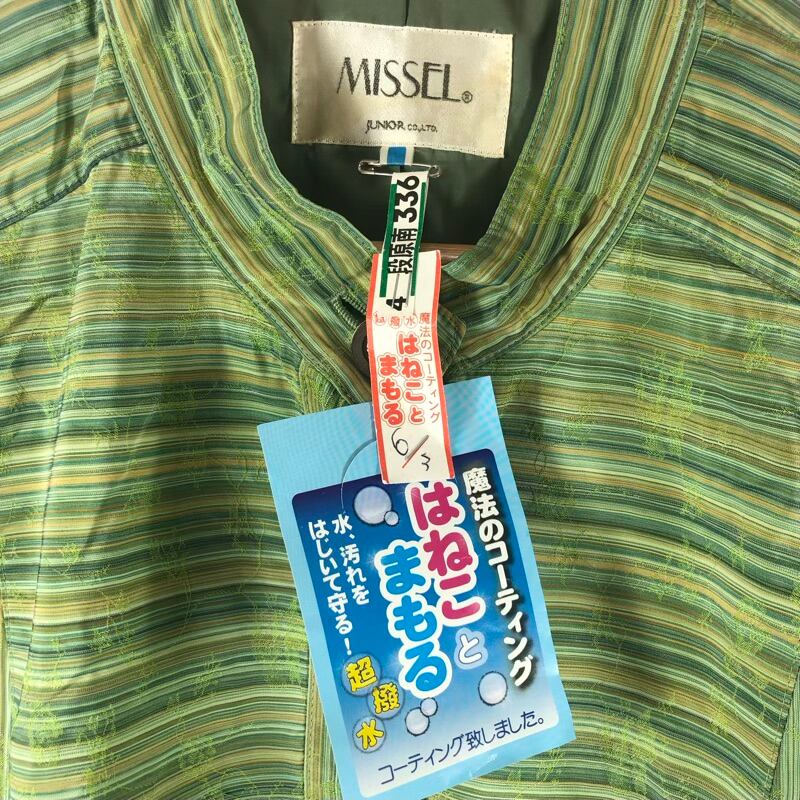 MISSEL®
JUNIOR CO.,LTD.
4 段原南 336
魔法のコーティング
超撥水
はねこと
まもる
6/3
魔法のコーティング
はねこと
まもる
水、汚れを
はじいて守る!
超撥水
コーティング致しました。